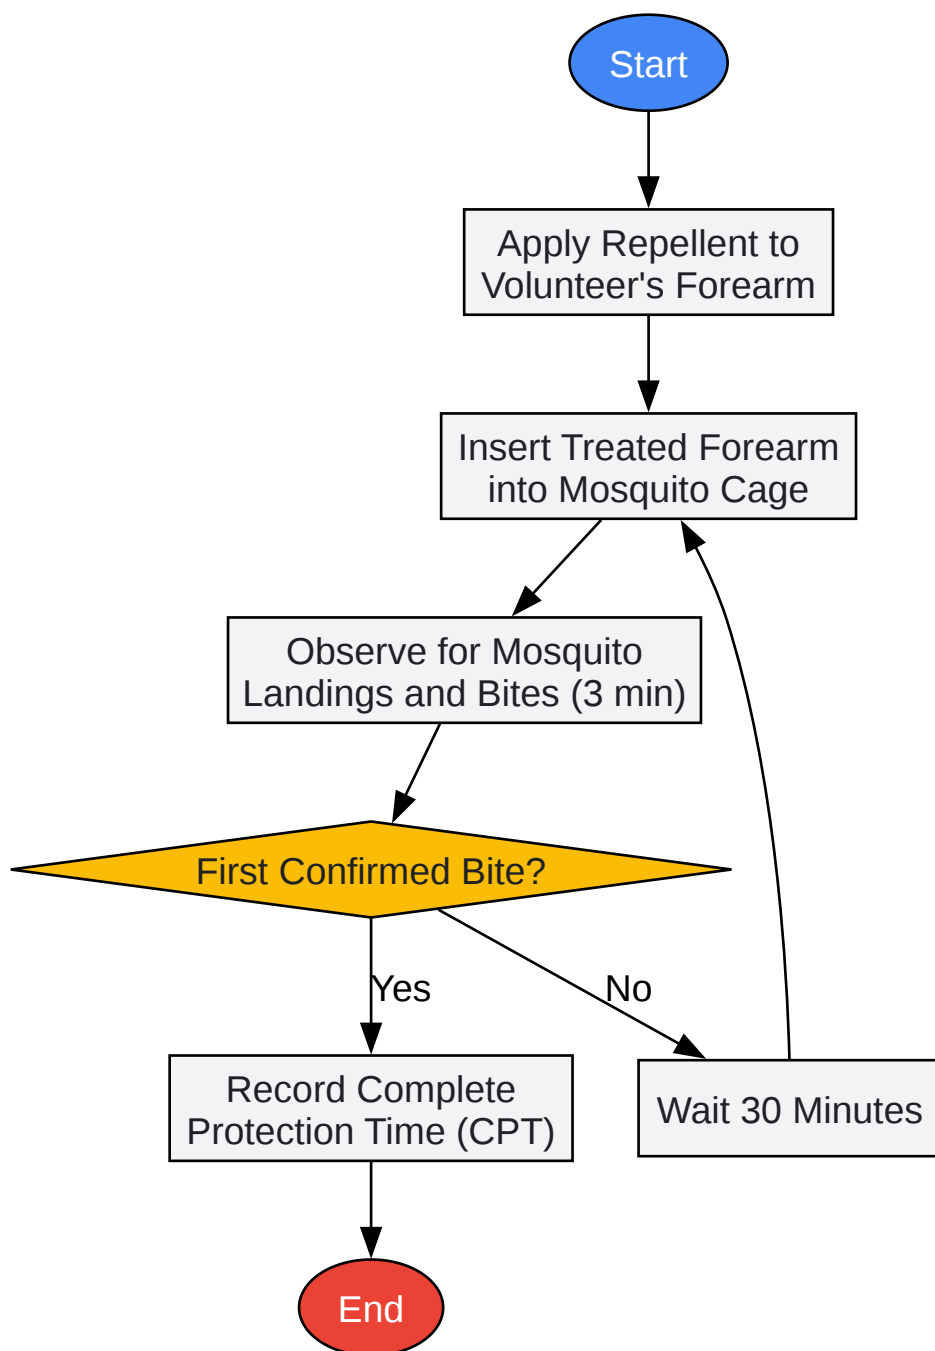 Start
Apply Repellent to
Volunteer's Forearm
Insert Treated Forearm
into Mosquito Cage
Observe for Mosquito
Landings and Bites (3 min)
First Confirmed Bite?
Yes
No
Record Complete
Protection Time (CPT)
Wait 30 Minutes
End